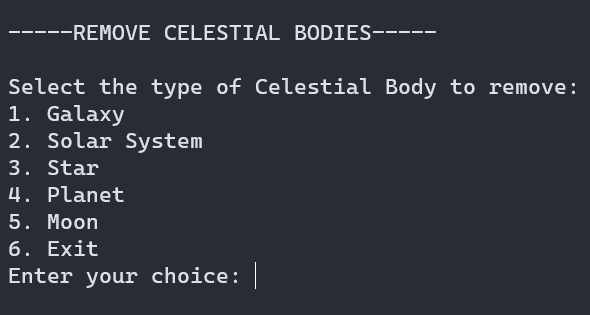 -----REMOVE CELESTIAL BODIES-----
Select the type of Celestial Body to remove:
1. Galaxy
2. Solar System
3. Star
4. Planet
5. Moon
6. Exit
Enter your choice: